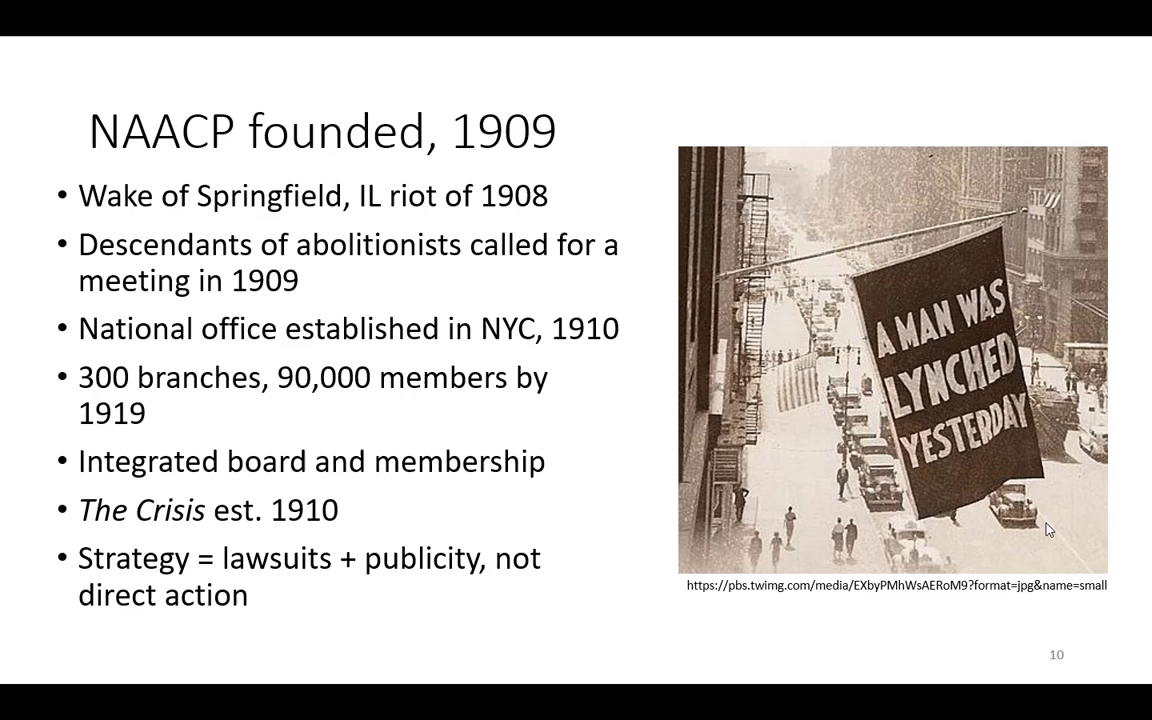 NAACP founded, 1909
• Wake of Springfield, IL riot of 1908
• Descendants of abolitionists called for a
meeting in 1909
• National office established in NYC, 1910
• 300 branches, 90,000 members by
1919
• Integrated board and membership
• The Crisis est. 1910
• Strategy = lawsuits + publicity, not
direct action
A MAN WAS
LYNCHED
YESTERDAY
https://pbs.twimg.com/media/EXbyPMhWsAERoM9?format=jpg&name=small
10